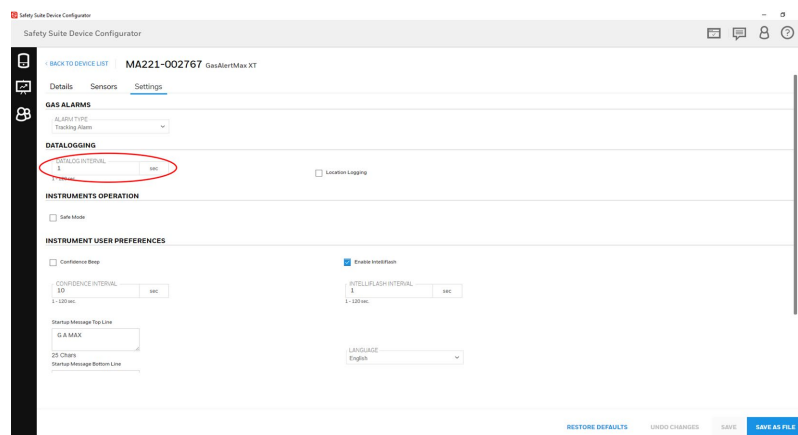 Safety Suite Device Configurator
Safety Suite Device Configurator
< BACK TO DEVICE LIST MA221-002767 GasAlertMax XT
Details Sensors Settings
GAS ALARMS
ALARM TYPE
Tracking Alarm
DATALOGGING
DATALOG INTERVAL
1 sec
1 - 120 sec.
Location Logging
INSTRUMENTS OPERATION
Safe Mode
INSTRUMENT USER PREFERENCES
Confidence Beep Enable Intelliflash
CONFIDENCE INTERVAL INTELLIFLASH INTERVAL
10 sec 1 sec
1 - 120 sec. 1 - 120 sec.
Startup Message Top Line
G A MAX
25 Chars
Startup Message Bottom Line
LANGUAGE
English
RESTORE DEFAULTS UNDO CHANGES SAVE SAVE AS FILE